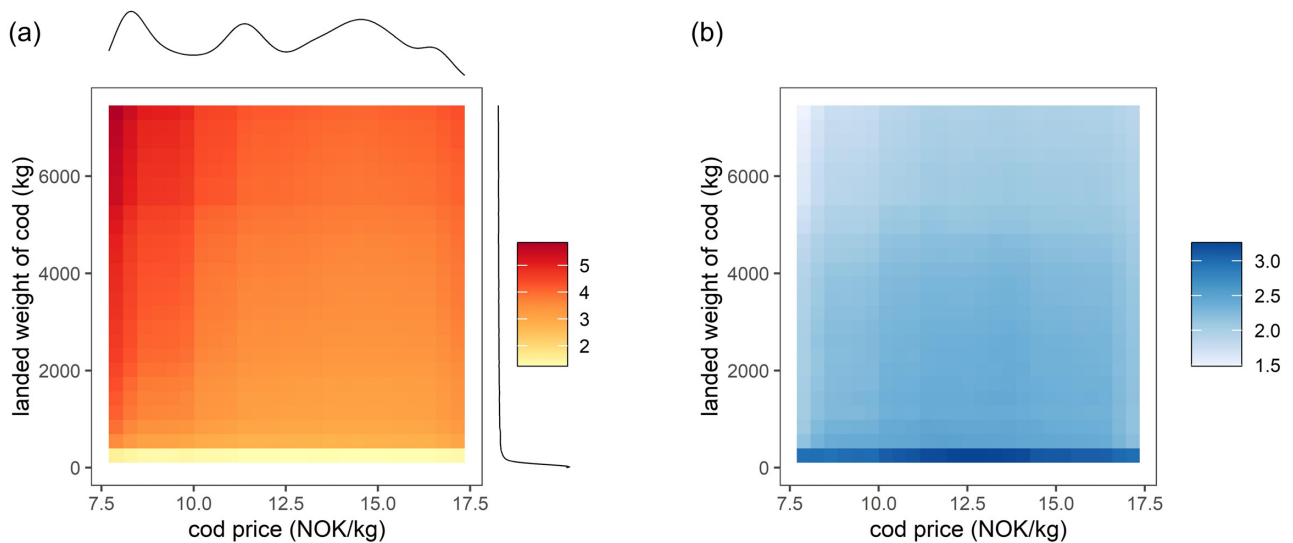 (a)
landed weight of cod (kg)
6000
4000
2000
0
7.5 10.0 12.5 15.0 17.5
cod price (NOK/kg)
5
4
3
2
(b)
landed weight of cod (kg)
6000
4000
2000
0
7.5 10.0 12.5 15.0 17.5
cod price (NOK/kg)
3.0
2.5
2.0
1.5